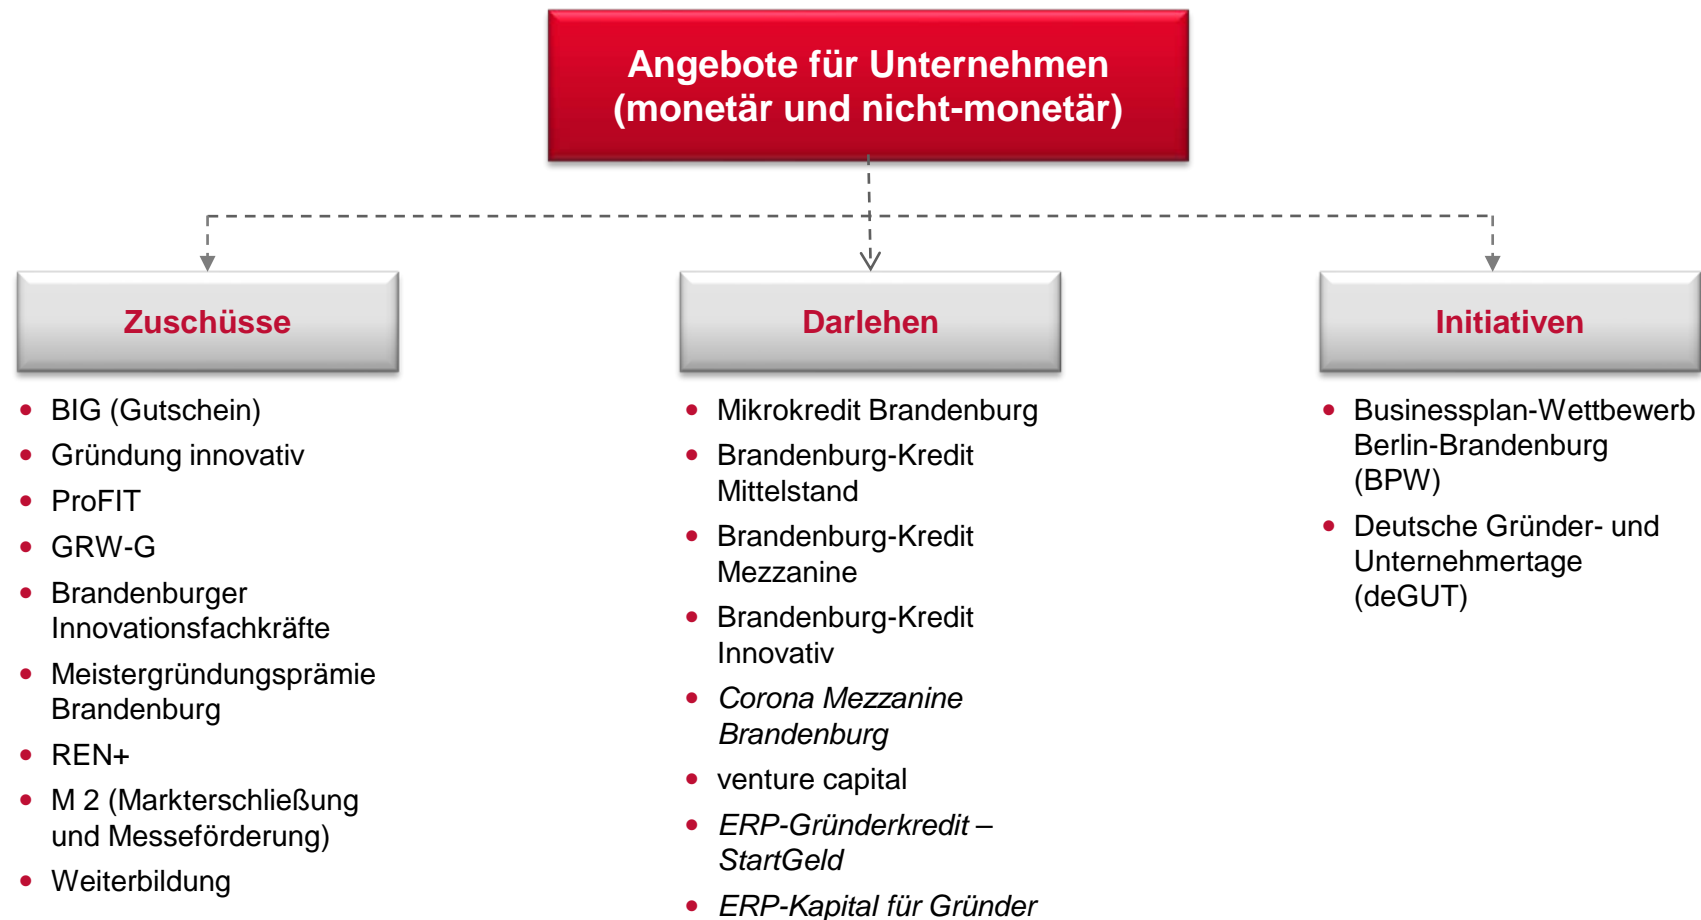 Angebote für Unternehmen
(monetär und nicht-monetär)
Zuschüsse
• BIG (Gutschein)
• Gründung innovativ
• ProFIT
• GRW-G
• Brandenburger
Innovationsfachkräfte
• Meistergründungsprämie
Brandenburg
• REN+
• M 2 (Markterschließung
und Messeförderung)
• Weiterbildung
Darlehen
• Mikrokredit Brandenburg
• Brandenburg-Kredit
Mittelstand
• Brandenburg-Kredit
Mezzanine
• Brandenburg-Kredit
Innovativ
• Corona Mezzanine
Brandenburg
• venture capital
• ERP-Gründerkredit –
StartGeld
• ERP-Kapital für Gründer
Initiativen
• Businessplan-Wettbewerb
Berlin-Brandenburg
(BPW)
• Deutsche Gründer- und
Unternehmertage
(deGUT)